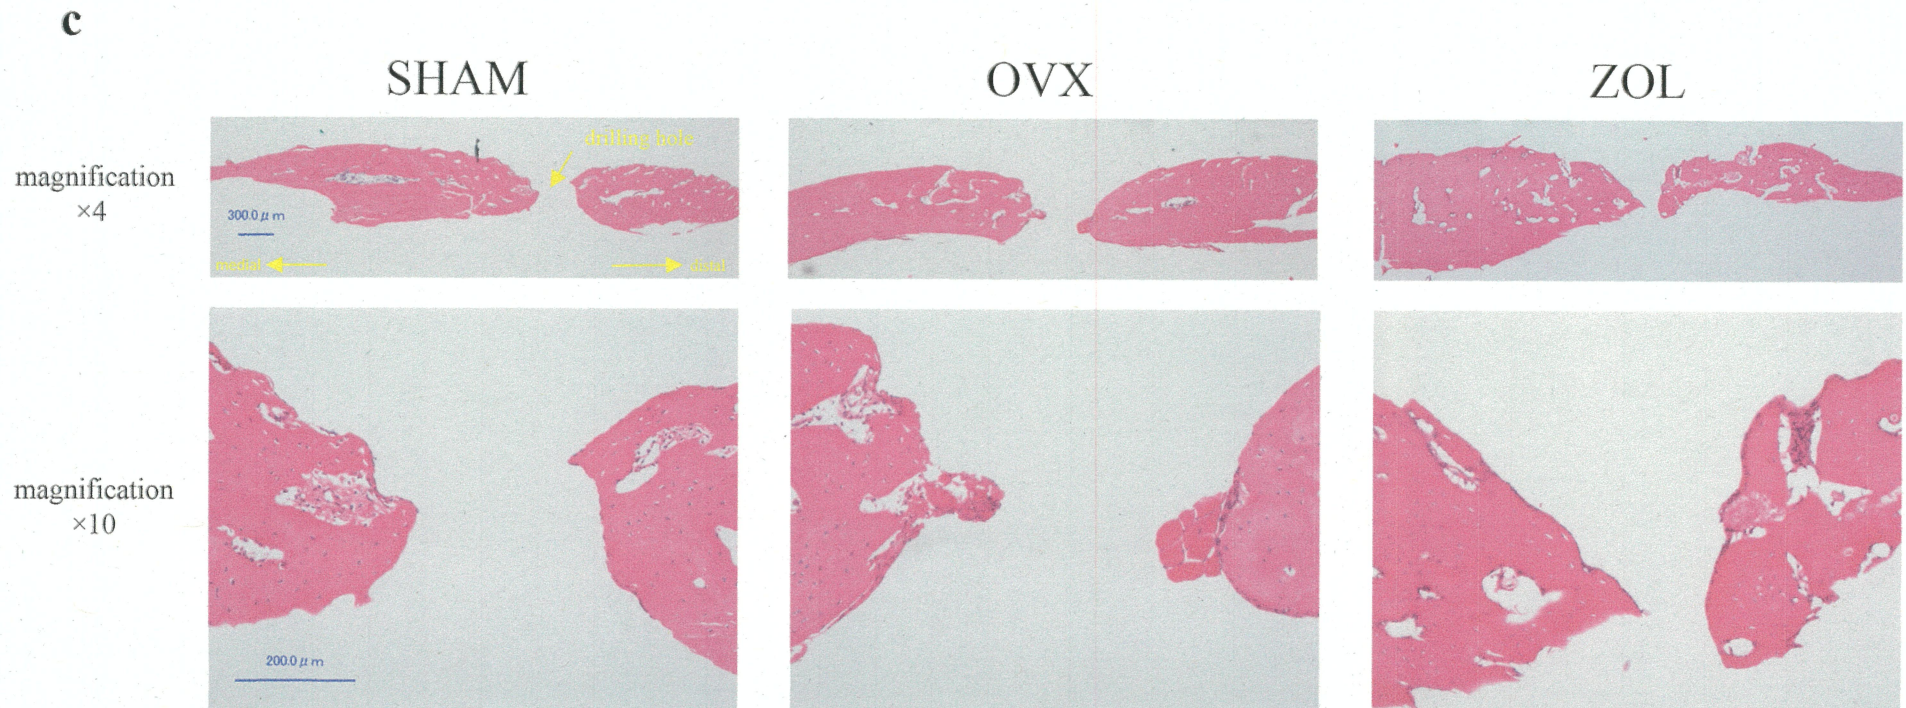 c
SHAM
OVX
ZOL
magnification
×4
drilling hole
300.0 μ m
medial
distal
magnification
×10
200.0 μ m